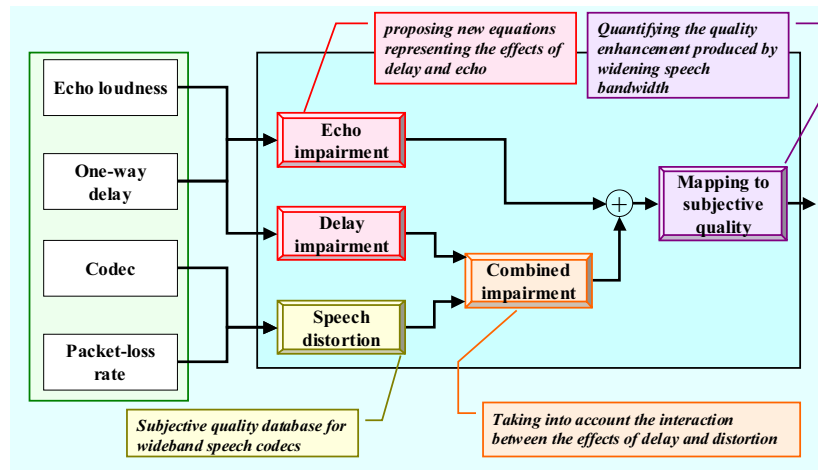 proposing new equations
representing the effects of
delay and echo
Quantifying the quality
enhancement produced by
widening speech
bandwidth
Echo loudness
One-way
delay
Codec
Packet-loss
rate
Echo
impairment
Delay
impairment
Speech
distortion
Combined
impairment
+
Mapping to
subjective
quality
Subjective quality database for
wideband speech codecs
Taking into account the interaction
between the effects of delay and distortion